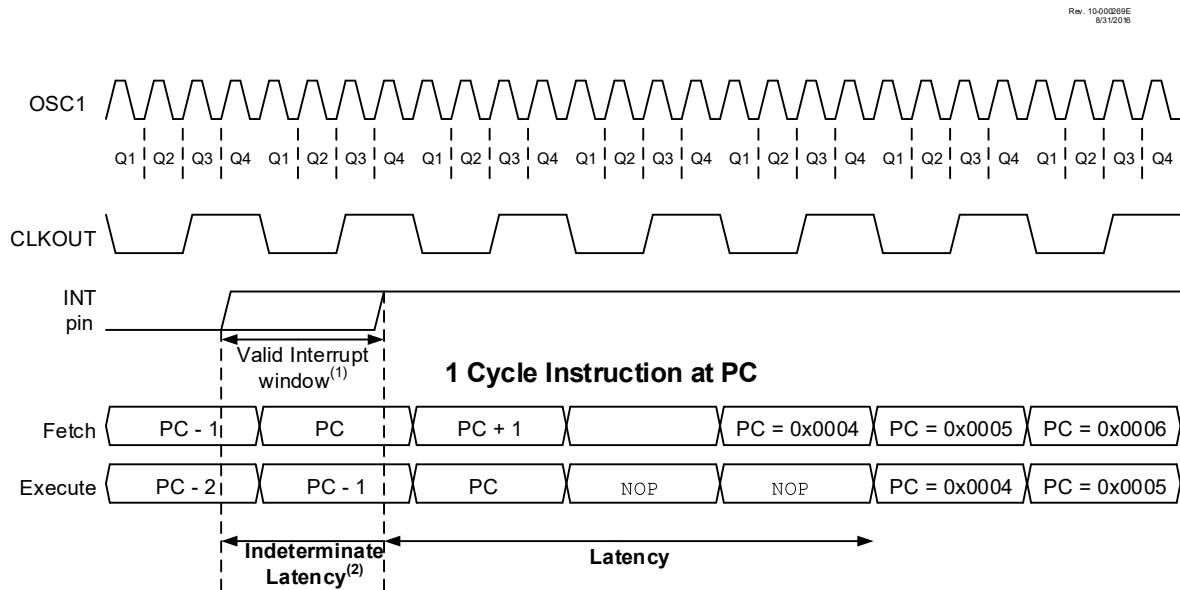 Rev. 10-000269E
8/31/2016
OSC1
Q1 Q2 Q3 Q4 Q1 Q2 Q3 Q4 Q1 Q2 Q3 Q4 Q1 Q2 Q3 Q4 Q1 Q2 Q3 Q4 Q1 Q2 Q3 Q4 Q1 Q2 Q3 Q4
CLKOUT
INT
pin
Valid Interrupt
window(1)
1 Cycle Instruction at PC
Fetch PC - 1 PC PC + 1 PC = 0x0004 PC = 0x0005 PC = 0x0006
Execute PC - 2 PC - 1 PC NOP NOP PC = 0x0004 PC = 0x0005
Indeterminate
Latency(2)
Latency